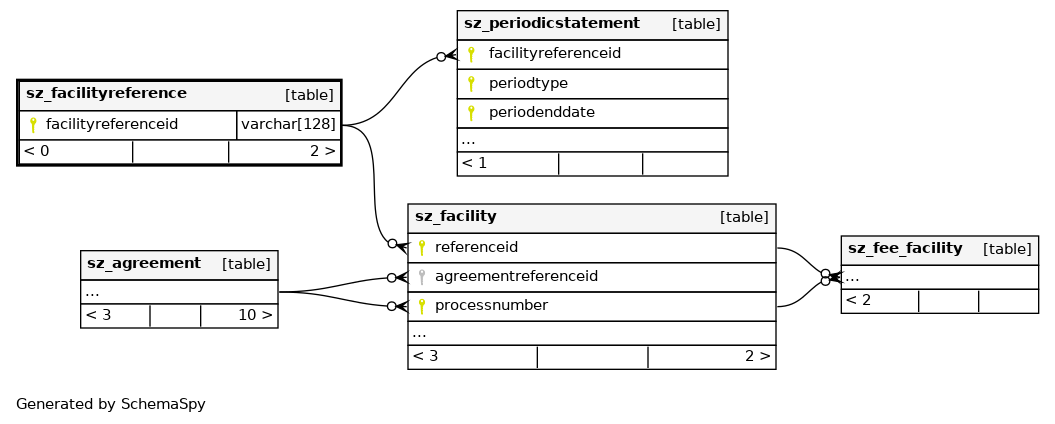 sz_periodicstatement [table]
facilityreferenceid
periodtype
periodenddate
...
< 1
sz_facilityreference [table]
facilityreferenceid varchar[128]
< 0 2 >
sz_facility [table]
referenceid
agreementreferenceid
processnumber
...
< 3 2 >
sz_agreement [table]
...
< 3 10 >
sz_fee_facility [table]
...
< 2
Generated by SchemaSpy